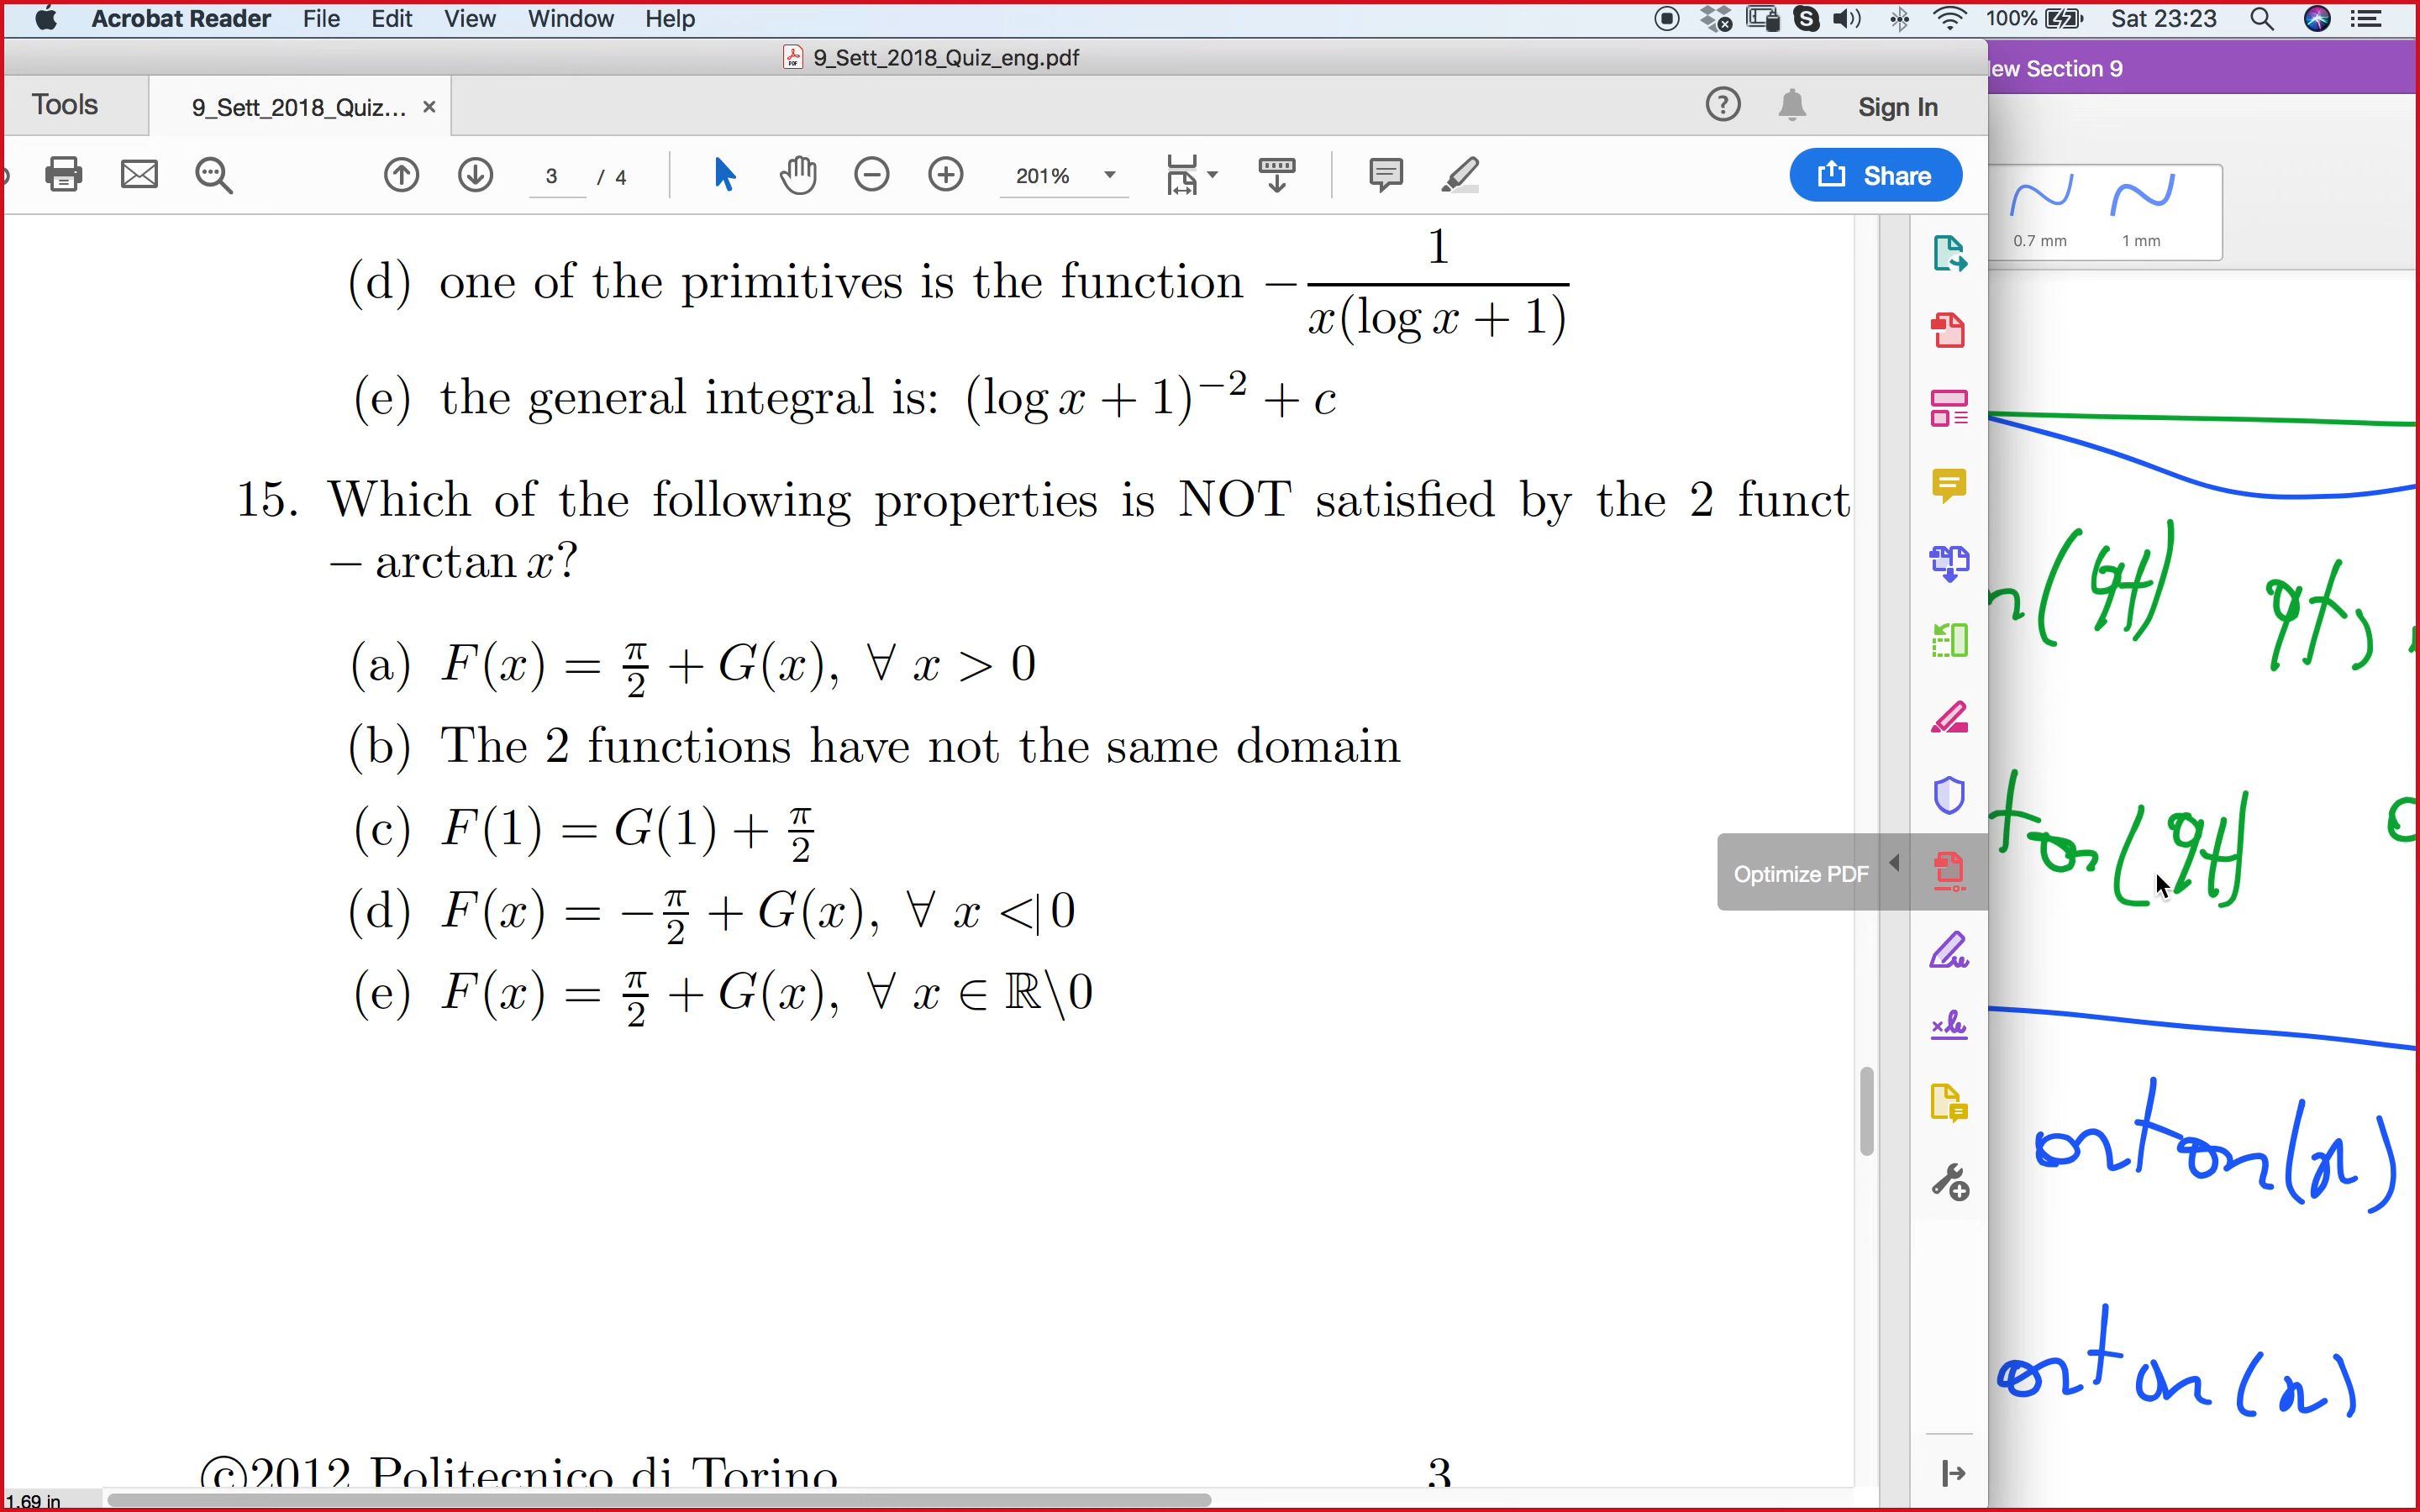 Acrobat Reader File Edit View Window Help 100% Sat 23:23
9_Sett_2018_Quiz_eng.pdf
ew Section 9
Tools 9_Sett_2018_Quiz... × Sign In
3 / 4 201% Share
0.7 mm 1 mm
(d) one of the primitives is the function −1/x(log x + 1)
(e) the general integral is: (log x + 1)⁻² + c
15. Which of the following properties is NOT satisfied by the 2 funct
− arctan x?
(a) F(x) = π/2 + G(x), ∀ x > 0
(b) The 2 functions have not the same domain
(c) F(1) = G(1) + π/2
Optimize PDF
(d) F(x) = −π/2 + G(x), ∀ x < 0
(e) F(x) = π/2 + G(x), ∀ x ∈ ℝ\0
©2012 Politecnico di Torino 3
1.69 in